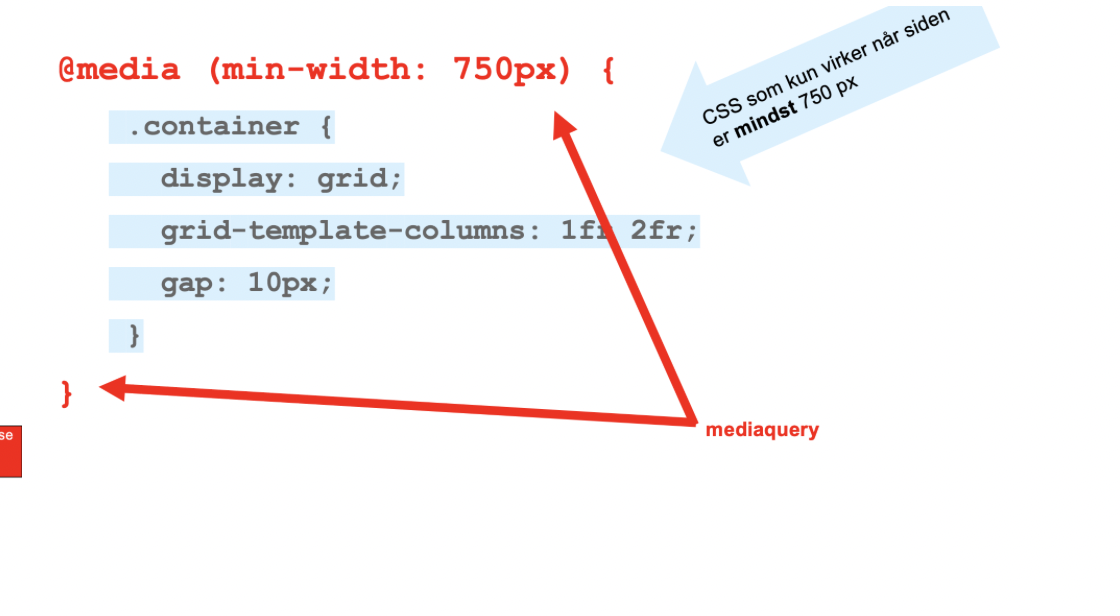 @media (min-width: 750px) {
.container {
display: grid;
grid-template-columns: 1fr 2fr;
gap: 10px;
}
}
CSS som kun virker når siden
er mindst 750 px
mediaquery
se